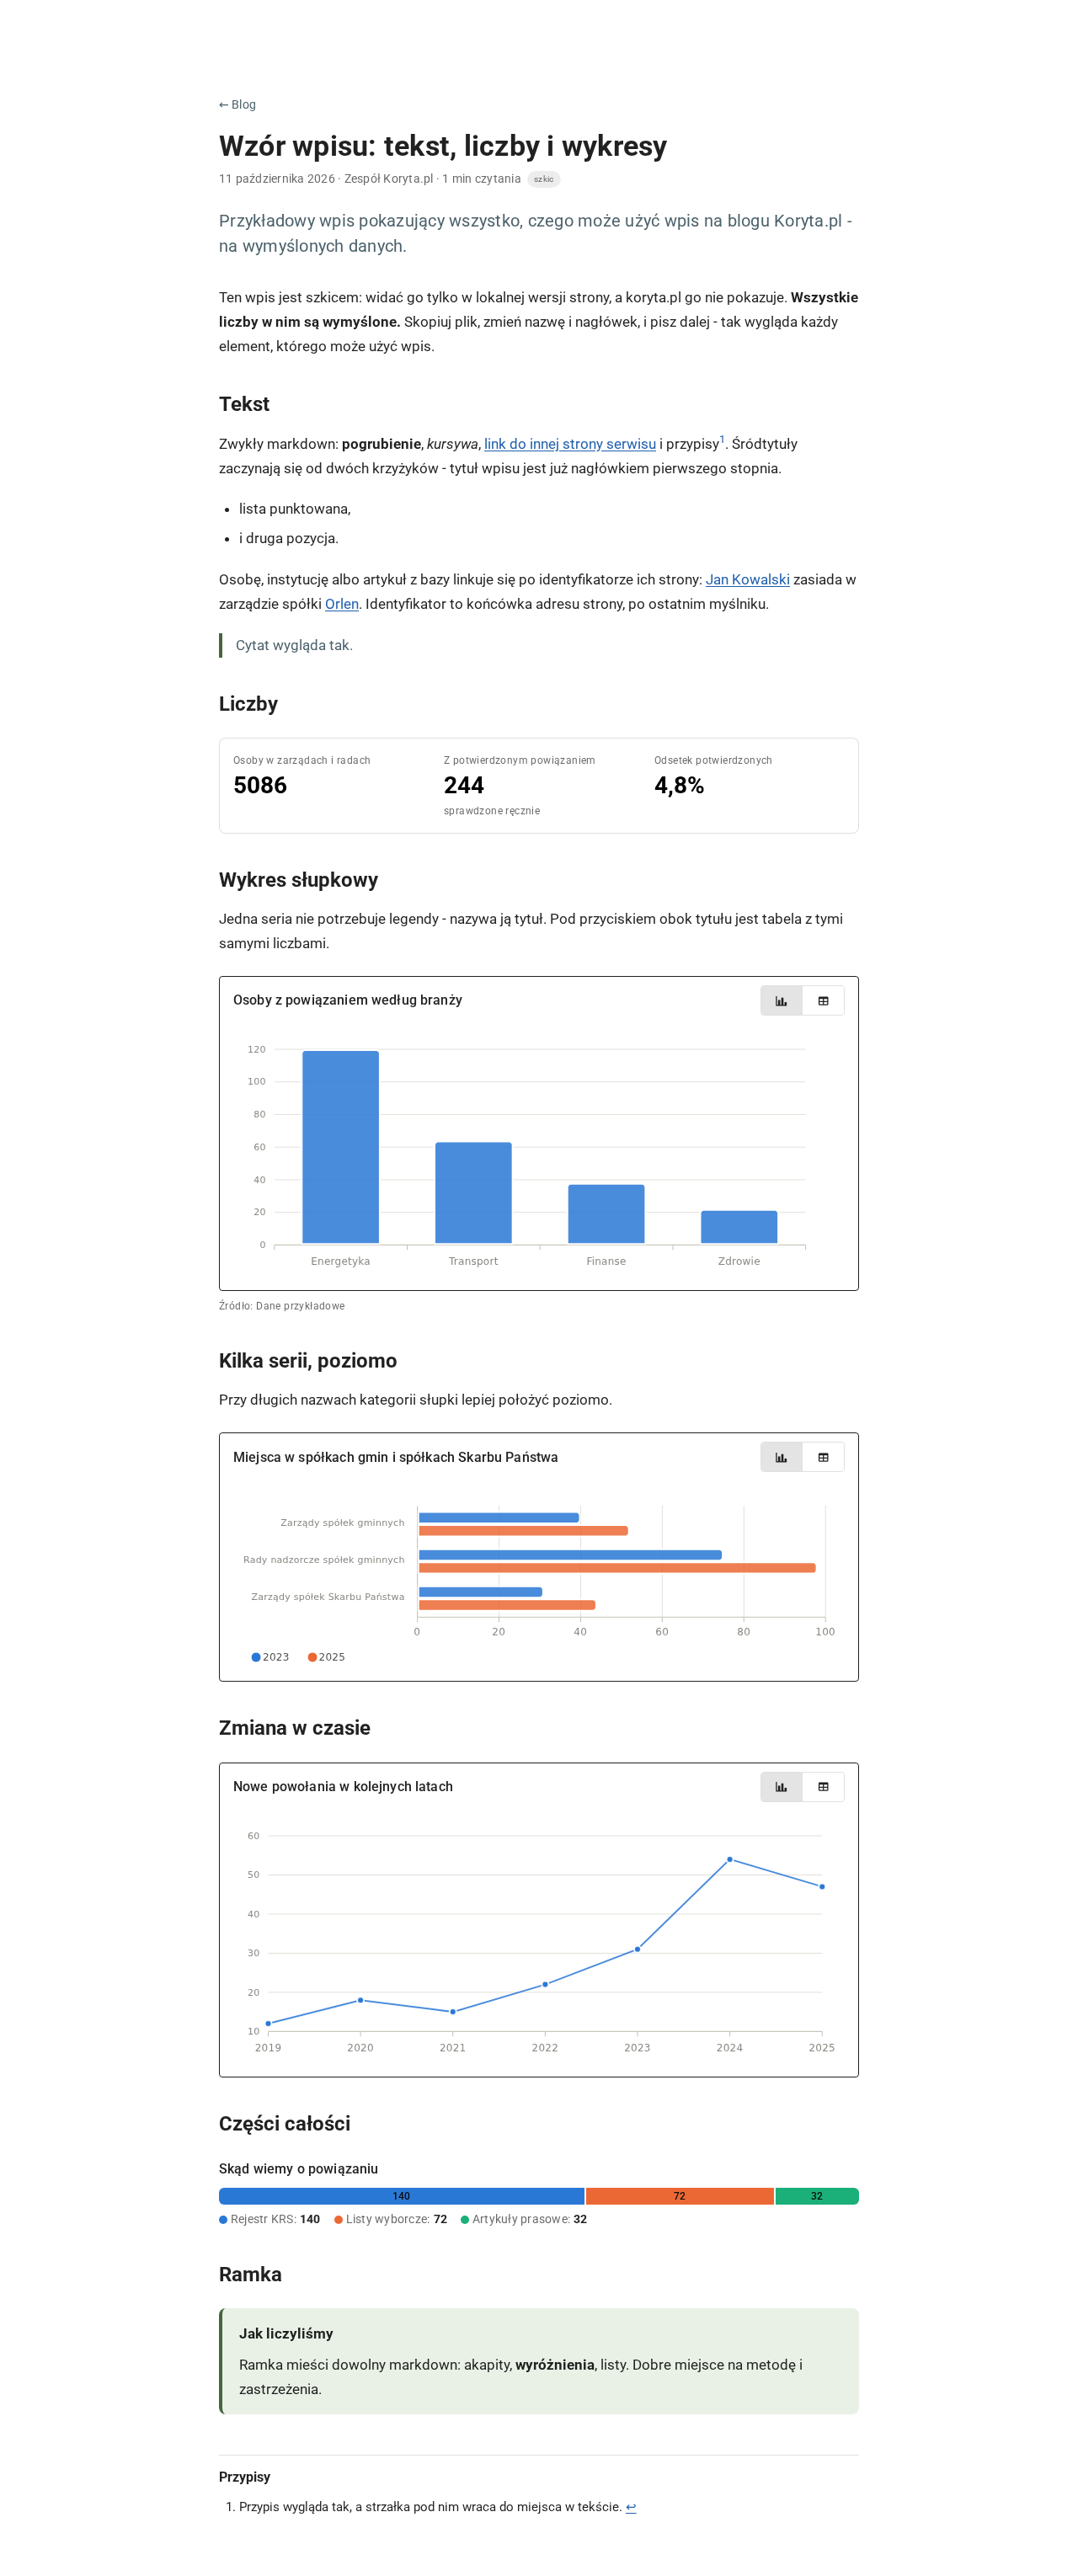 ← Blog
Wzór wpisu: tekst, liczby i wykresy
11 października 2026 · Zespół Koryta.pl · 1 min czytania szkic
Przykładowy wpis pokazujący wszystko, czego może użyć wpis na blogu Koryta.pl -
na wymyślonych danych.
Ten wpis jest szkicem: widać go tylko w lokalnej wersji strony, a koryta.pl go nie pokazuje. Wszystkie
liczby w nim są wymyślone. Skopiuj plik, zmień nazwę i nagłówek, i pisz dalej - tak wygląda każdy
element, którego może użyć wpis.
Tekst
Zwykły markdown: pogrubienie, kursywa, link do innej strony serwisu i przypisy1. Śródtytuły
zaczynają się od dwóch krzyżyków - tytuł wpisu jest już nagłówkiem pierwszego stopnia.
• lista punktowana,
• i druga pozycja.
Osobę, instytucję albo artykuł z bazy linkuje się po identyfikatorze ich strony: Jan Kowalski zasiada w
zarządzie spółki Orlen. Identyfikator to końcówka adresu strony, po ostatnim myślniku.
Cytat wygląda tak.
Liczby
Osoby w zarządach i radach
5086
Z potwierdzonym powiązaniem
244
sprawdzone ręcznie
Odsetek potwierdzonych
4,8%
Wykres słupkowy
Jedna seria nie potrzebuje legendy - nazywa ją tytuł. Pod przyciskiem obok tytułu jest tabela z tymi
samymi liczbami.
Osoby z powiązaniem według branży
120
100
80
60
40
20
0
Energetyka Transport Finanse Zdrowie
Źródło: Dane przykładowe
Kilka serii, poziomo
Przy długich nazwach kategorii słupki lepiej położyć poziomo.
Miejsca w spółkach gmin i spółkach Skarbu Państwa
Zarządy spółek gminnych
Rady nadzorcze spółek gminnych
Zarządy spółek Skarbu Państwa
0 20 40 60 80 100
2023 2025
Zmiana w czasie
Nowe powołania w kolejnych latach
60
50
40
30
20
10
2019 2020 2021 2022 2023 2024 2025
Części całości
Skąd wiemy o powiązaniu
140 72 32
Rejestr KRS: 140 Listy wyborcze: 72 Artykuły prasowe: 32
Ramka
Jak liczyliśmy
Ramka mieści dowolny markdown: akapity, wyróżnienia, listy. Dobre miejsce na metodę i
zastrzeżenia.
Przypisy
1. Przypis wygląda tak, a strzałka pod nim wraca do miejsca w tekście. ↩